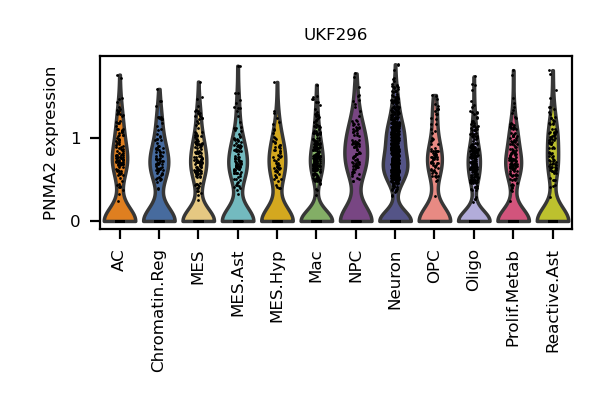 UKF296
PNMA2 expression
1
0
AC
Chromatin.Reg
MES
MES.Ast
MES.Hyp
Mac
NPC
Neuron
OPC
Oligo
Prolif.Metab
Reactive.Ast